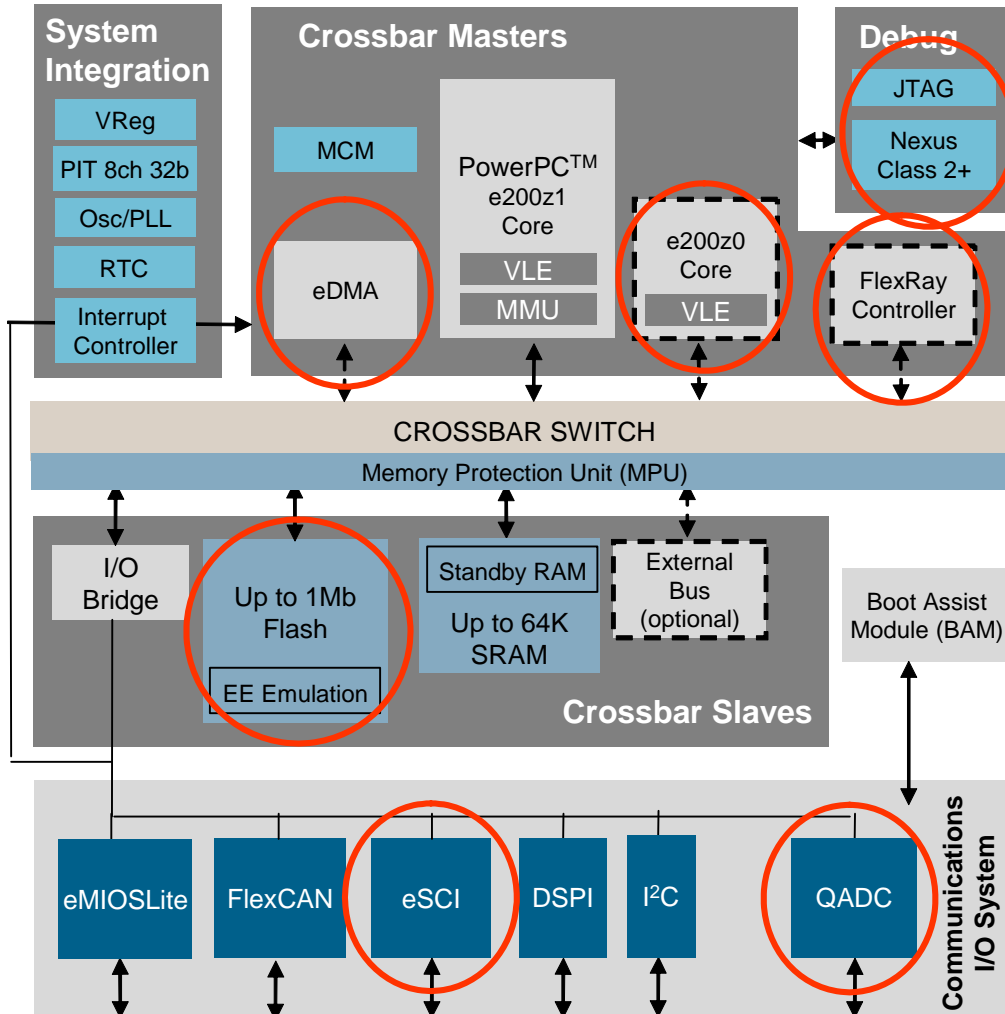 System
Integration
VReg
PIT 8ch 32b
Osc/PLL
RTC
Interrupt
Controller
Crossbar Masters
MCM
eDMA
PowerPC™
e200z1
Core
VLE
MMU
e200z0
Core
VLE
Debug
JTAG
Nexus
Class 2+
FlexRay
Controller
CROSSBAR SWITCH
Memory Protection Unit (MPU)
I/O
Bridge
Up to 1Mb
Flash
EE Emulation
Standby RAM
Up to 64K
SRAM
External
Bus
(optional)
Crossbar Slaves
Boot Assist
Module (BAM)
eMIOSLite
FlexCAN
eSCI
DSPI
I²C
QADC
Communications
I/O System